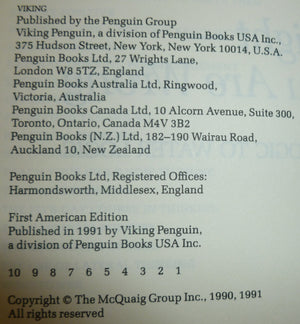 VIKING
Published by the Penguin Group
Viking Penguin, a division of Penguin Books USA Inc.,
375 Hudson Street, New York, New York 10014, U.S.A.
Penguin Books Ltd, 27 Wrights Lane,
London W8 5TZ, England
Penguin Books Australia Ltd, Ringwood,
Victoria, Australia
Penguin Books Canada Ltd, 10 Alcorn Avenue, Suite 300,
Toronto, Ontario, Canada M4V 3B2
Penguin Books (N.Z.) Ltd, 182–190 Wairau Road,
Auckland 10, New Zealand
Penguin Books Ltd, Registered Offices:
Harmondsworth, Middlesex, England
First American Edition
Published in 1991 by Viking Penguin,
a division of Penguin Books USA Inc.
10 9 8 7 6 5 4 3 2 1
Copyright © The McQuaig Group Inc., 1990, 1991
All rights reserved